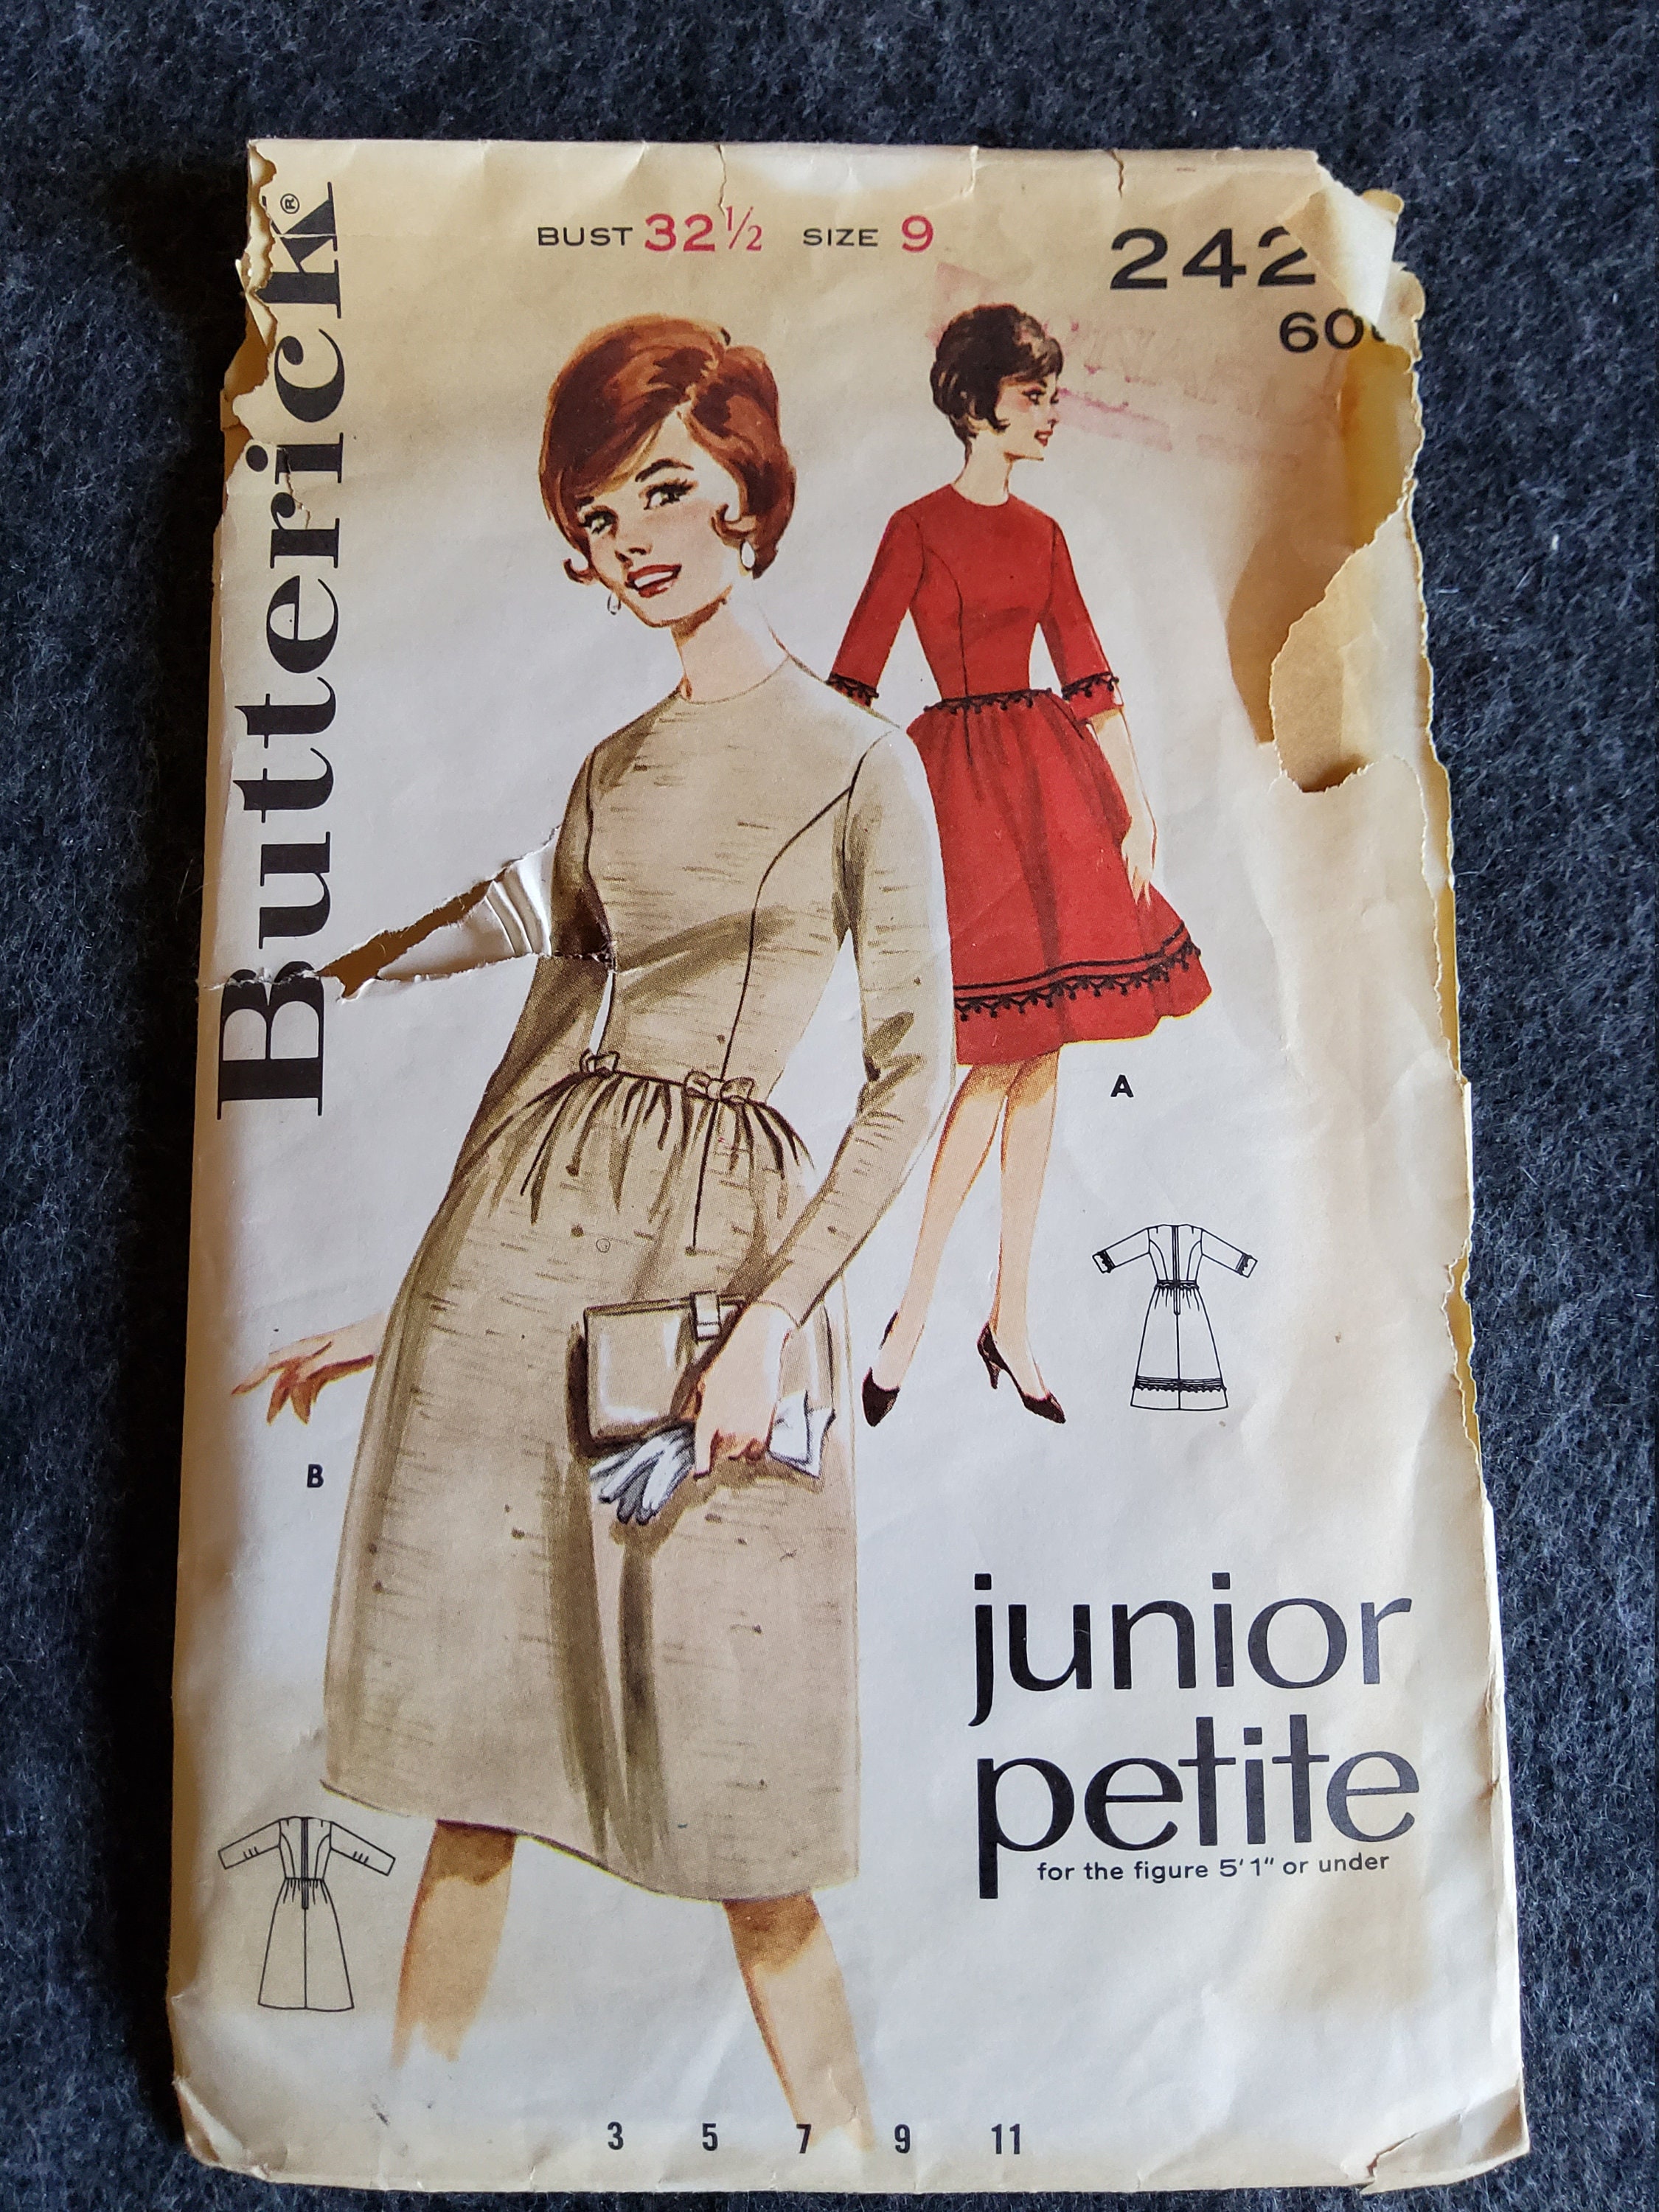 Butterick®
BUST 32½ SIZE 9
242
60
A
B
junior
petite
for the figure 5'1" or under
3 5 7 9 11